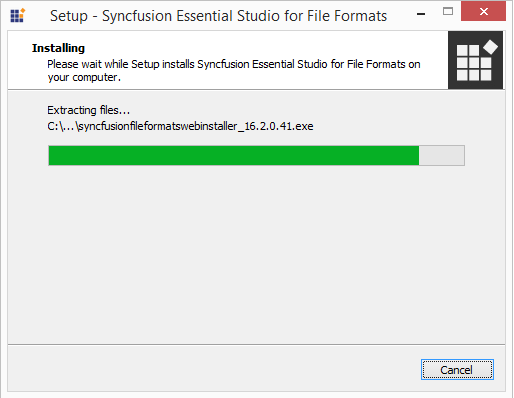 Setup - Syncfusion Essential Studio for File Formats
Installing
Please wait while Setup installs Syncfusion Essential Studio for File Formats on
your computer.
Extracting files...
C:\...\syncfusionfileformatswebinstaller_16.2.0.41.exe
Cancel